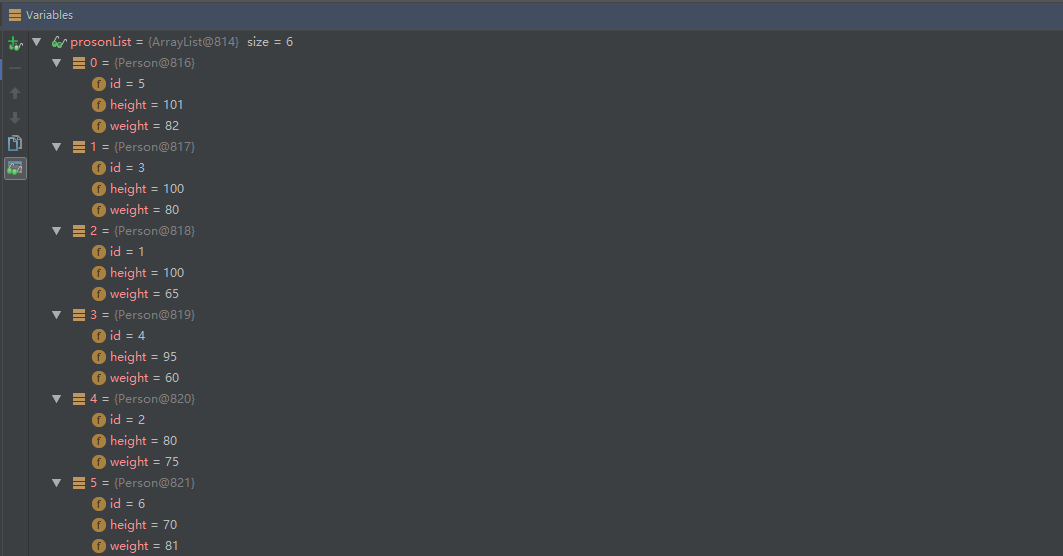 Variables
prosonList = {ArrayList@814} size = 6
0 = {Person@816}
f id = 5
f height = 101
f weight = 82
1 = {Person@817}
f id = 3
f height = 100
f weight = 80
2 = {Person@818}
f id = 1
f height = 100
f weight = 65
3 = {Person@819}
f id = 4
f height = 95
f weight = 60
4 = {Person@820}
f id = 2
f height = 80
f weight = 75
5 = {Person@821}
f id = 6
f height = 70
f weight = 81